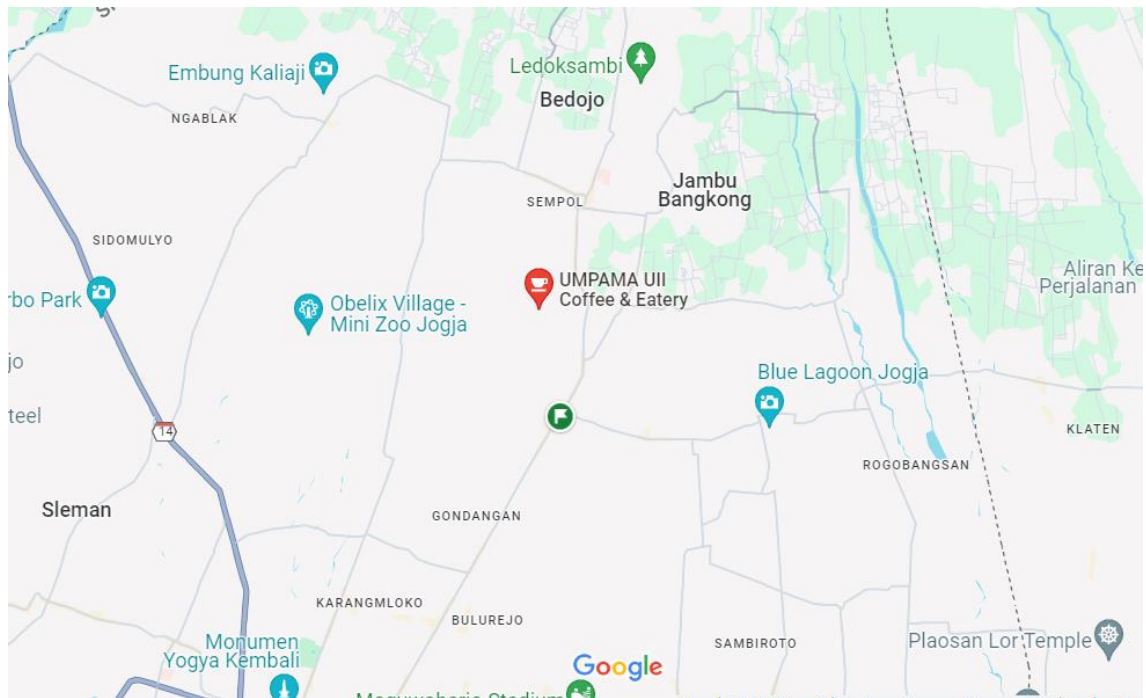 Embung Kaliaji
NGABLAK
Ledoksambi
Bedojo
SEMPOL
Jambu
Bangkong
SIDOMULYO
rbo Park
Obelix Village -
Mini Zoo Jogja
UMPAMA UII
Coffee & Eatery
Aliran Ke
Perjalanan
jo
teel
14
Blue Lagoon Jogja
KLATEN
ROGOBANGSAN
Sleman
GONDANGAN
KARANGMLOKO
BULUREJO
SAMBIROTO
Monumen
Yogya Kembali
Plaosan Lor Temple
Google